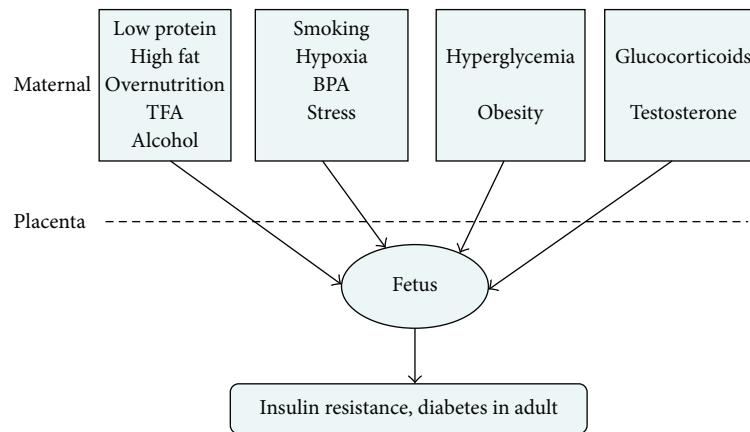 Maternal
Low protein
High fat
Overnutrition
TFA
Alcohol
Smoking
Hypoxia
BPA
Stress
Hyperglycemia
Obesity
Glucocorticoids
Testosterone
Placenta
Fetus
Insulin resistance, diabetes in adult